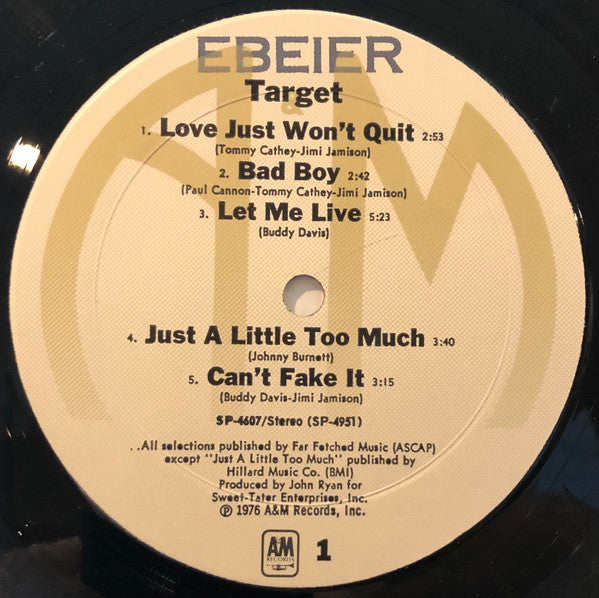 EBEIER
Target
1. Love Just Won't Quit 2:53
(Tommy Cathey-Jimi Jamison)
2. Bad Boy 2:42
(Paul Cannon-Tommy Cathey-Jimi Jamison)
3. Let Me Live 5:23
(Buddy Davis)
4. Just A Little Too Much 3:40
(Johnny Burnett)
5. Can't Fake It 3:15
(Buddy Davis-Jimi Jamison)
SP-4607/Stereo (SP-4951)
..All selections published by Far Fetched Music (ASCAP)
except "Just A Little Too Much" published by
Hillard Music Co. (BMI)
Produced by John Ryan for
Sweet-Tater Enterprises, Inc.
℗ 1976 A&M Records, Inc.
A&M
RECORDS
1